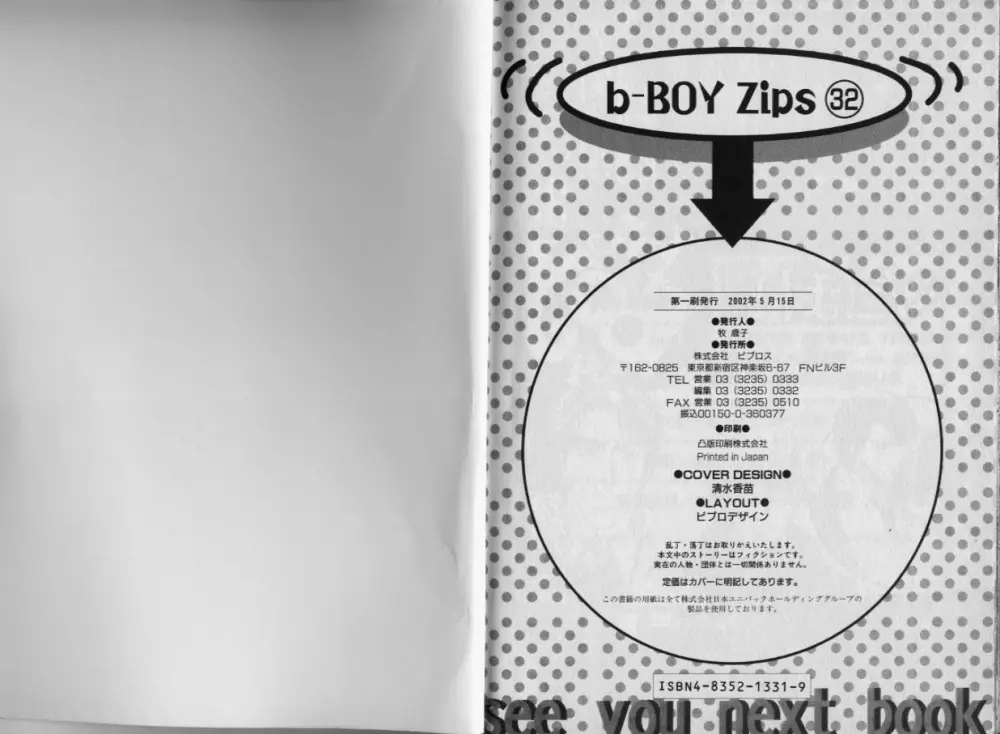 b-BOY Zips ㉜
第一刷発行　2002年5月15日
●発行人●
牧 歳子
●発行所●
株式会社　ビブロス
〒162-0825　東京都新宿区神楽坂6-67　FNビル3F
TEL 営業 03（3235）0333
編集 03（3235）0332
FAX 営業 03（3235）0510
振込00150-0-360377
●印刷●
凸版印刷株式会社
Printed in Japan
●COVER DESIGN●
清水香苗
●LAYOUT●
ビブロデザイン
乱丁・落丁はお取りかえいたします。
本文中のストーリーはフィクションです。
実在の人物・団体とは一切関係ありません。
定価はカバーに明記してあります。
この書籍の用紙は全て株式会社日本ユニパックホールディンググループの
製品を使用しております。
ISBN4-8352-1331-9
see you next book